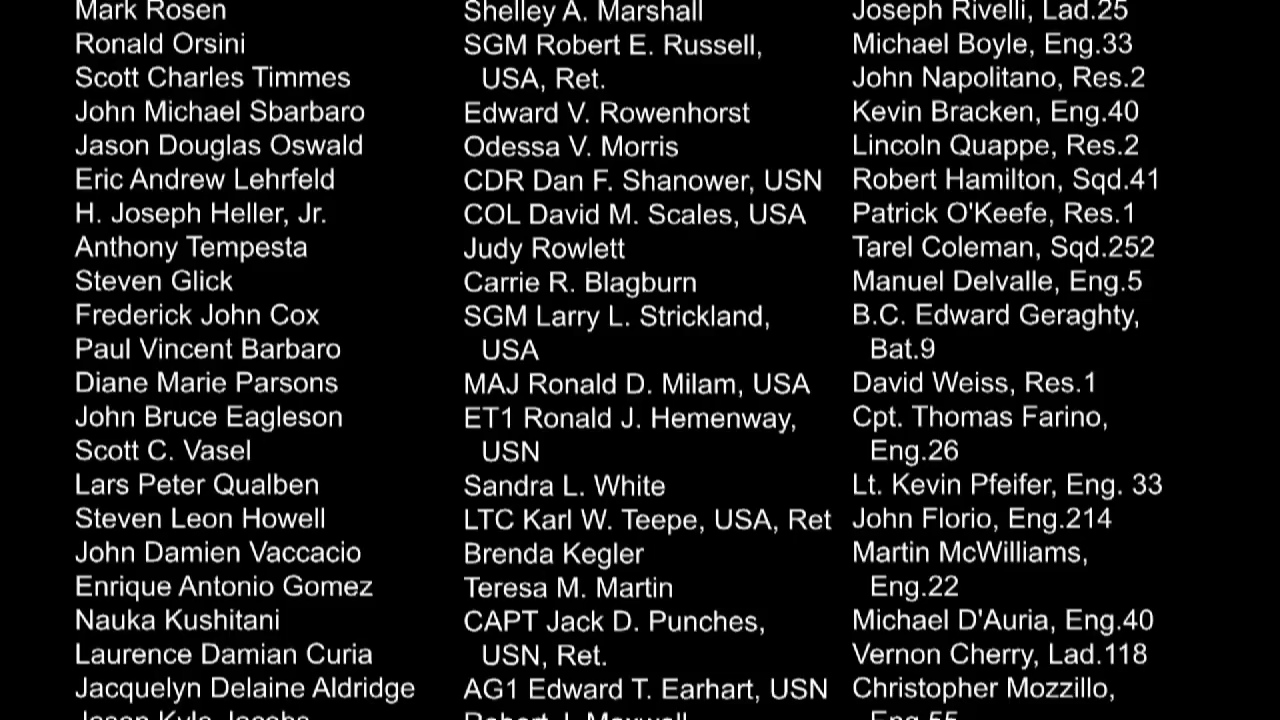 Mark Rosen
Ronald Orsini
Scott Charles Timmes
John Michael Sbarbaro
Jason Douglas Oswald
Eric Andrew Lehrfeld
H. Joseph Heller, Jr.
Anthony Tempesta
Steven Glick
Frederick John Cox
Paul Vincent Barbaro
Diane Marie Parsons
John Bruce Eagleson
Scott C. Vasel
Lars Peter Qualben
Steven Leon Howell
John Damien Vaccacio
Enrique Antonio Gomez
Nauka Kushitani
Laurence Damian Curia
Jacquelyn Delaine Aldridge
Jason Kyle Jacobs
Shelley A. Marshall
SGM Robert E. Russell,
USA, Ret.
Edward V. Rowenhorst
Odessa V. Morris
CDR Dan F. Shanower, USN
COL David M. Scales, USA
Judy Rowlett
Carrie R. Blagburn
SGM Larry L. Strickland,
USA
MAJ Ronald D. Milam, USA
ET1 Ronald J. Hemenway,
USN
Sandra L. White
LTC Karl W. Teepe, USA, Ret
Brenda Kegler
Teresa M. Martin
CAPT Jack D. Punches,
USN, Ret.
AG1 Edward T. Earhart, USN
Robert J. Maxwell
Joseph Rivelli, Lad.25
Michael Boyle, Eng.33
John Napolitano, Res.2
Kevin Bracken, Eng.40
Lincoln Quappe, Res.2
Robert Hamilton, Sqd.41
Patrick O'Keefe, Res.1
Tarel Coleman, Sqd.252
Manuel Delvalle, Eng.5
B.C. Edward Geraghty,
Bat.9
David Weiss, Res.1
Cpt. Thomas Farino,
Eng.26
Lt. Kevin Pfeifer, Eng. 33
John Florio, Eng.214
Martin McWilliams,
Eng.22
Michael D'Auria, Eng.40
Vernon Cherry, Lad.118
Christopher Mozzillo,
Eng.55